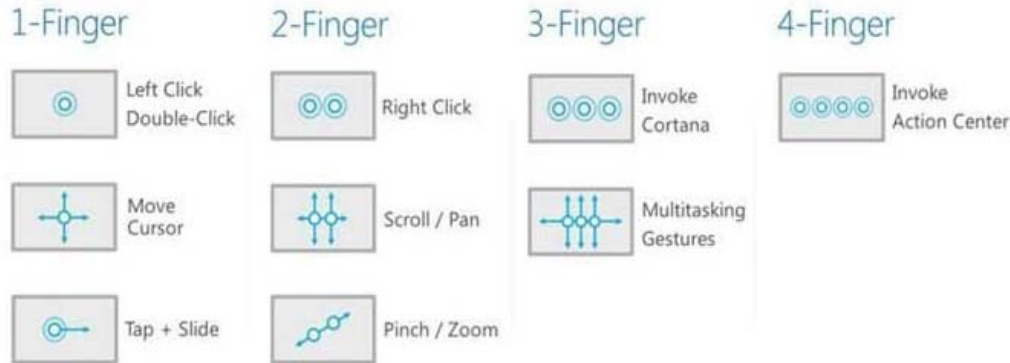 1-Finger
Left Click
Double-Click
Move
Cursor
Tap + Slide
2-Finger
Right Click
Scroll / Pan
Pinch / Zoom
3-Finger
Invoke
Cortana
Multitasking
Gestures
4-Finger
Invoke
Action Center